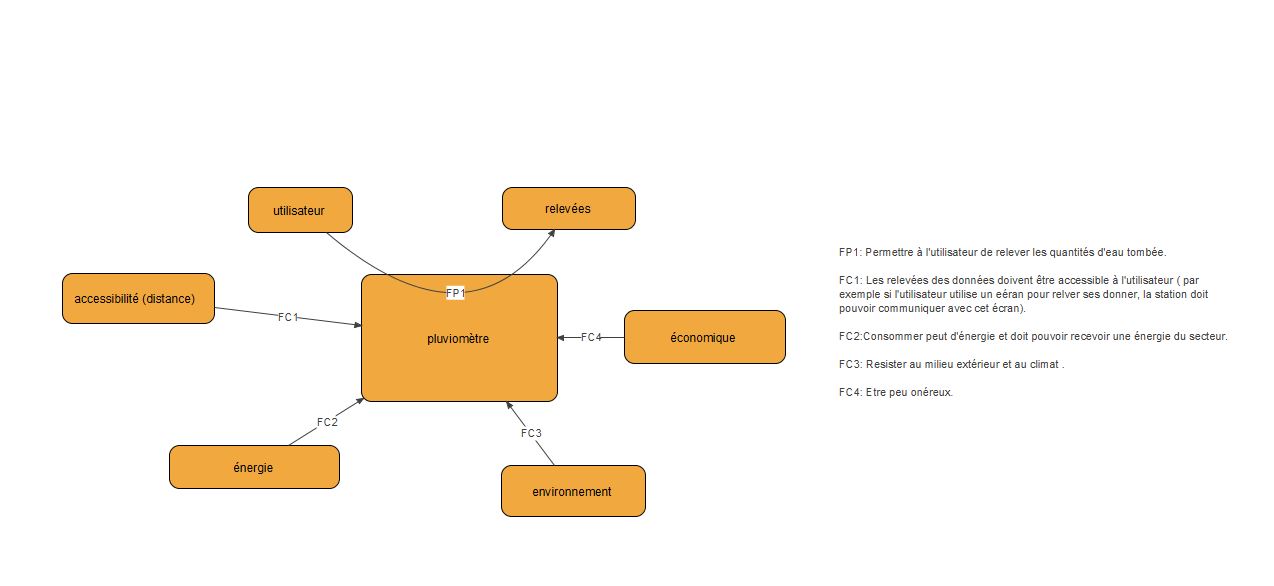 utilisateur
relevées
FP1
accessibilité (distance)
FC1
pluviomètre
FC4
économique
FC2
FC3
énergie
environnement
FP1: Permettre à l'utilisateur de relever les quantités d'eau tombée.
FC1: Les relevées des données doivent être accessible à l'utilisateur ( par
exemple si l'utilisateur utilise un eéran pour relver ses donner, la station doit
pouvoir communiquer avec cet écran).
FC2:Consommer peut d'énergie et doit pouvoir recevoir une énergie du secteur.
FC3: Resister au milieu extérieur et au climat .
FC4: Etre peu onéreux.